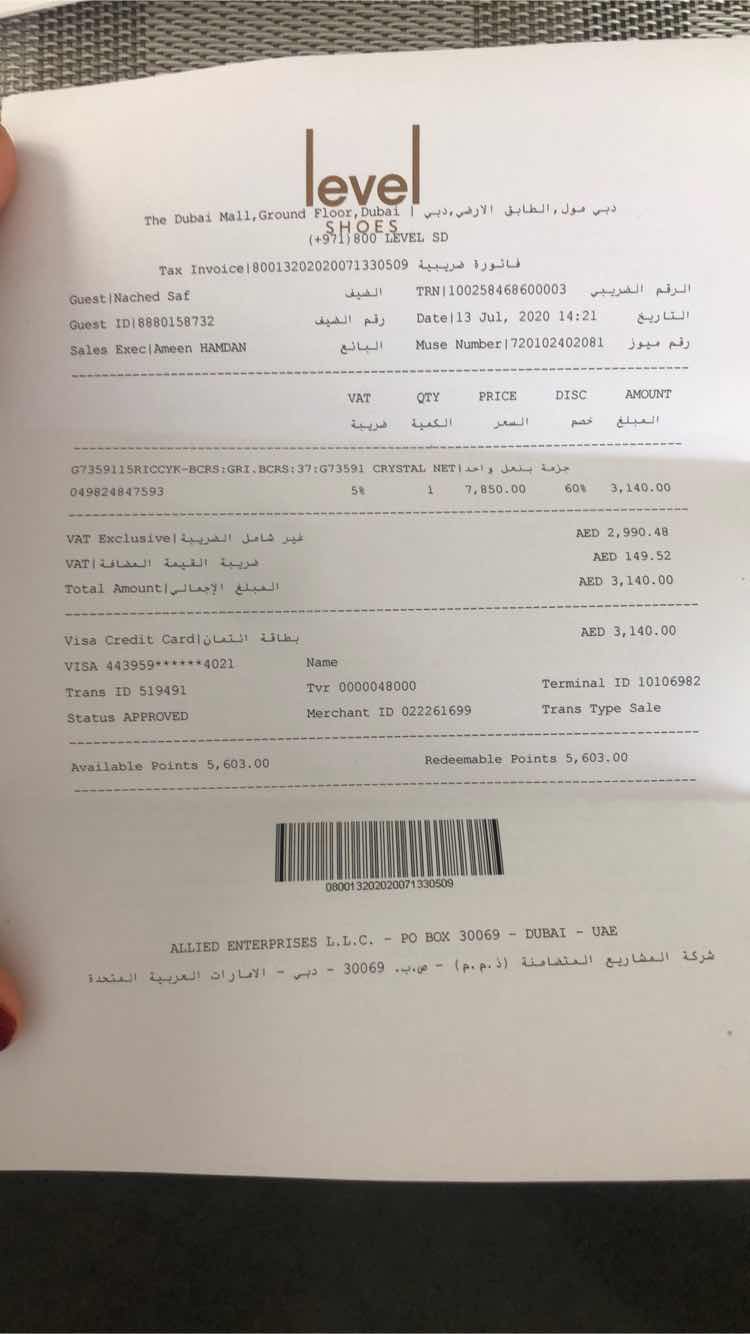 level
The Dubai Mall,Ground Floor,Dubai | دبي مول,الطابق الارضي,دبي
SHOES
(+971)800 LEVEL SD
Tax Invoice|80013202020071330509 فاتورة ضريبية
Guest|Nached Saf الضيف TRN|100258468600003 الرقم الضريبي
Guest ID|8880158732 رقم الضيف Date|13 Jul, 2020 14:21 التاريخ
Sales Exec|Ameen HAMDAN البائع Muse Number|720102402081 رقم ميوز
VAT QTY PRICE DISC AMOUNT
ضريبة الكمية السعر خصم المبلغ
G7359115RICCYK-BCRS:GRI.BCRS:37:G73591 CRYSTAL NET|جزمة بنعل واحد
049824847593 5% 1 7,850.00 60% 3,140.00
VAT Exclusive|غير شامل الضريبة AED 2,990.48
VAT|ضريبة القيمة المضافة AED 149.52
Total Amount|المبلغ الإجمالي AED 3,140.00
Visa Credit Card|بطاقة ائتمان AED 3,140.00
VISA 443959******4021 Name
Trans ID 519491 Tvr 0000048000 Terminal ID 10106982
Status APPROVED Merchant ID 022261699 Trans Type Sale
Available Points 5,603.00 Redeemable Points 5,603.00
080013202020071330509
ALLIED ENTERPRISES L.L.C. - PO BOX 30069 - DUBAI - UAE
شركة المشاريع المتضامنة (ذ.م.م) - ص.ب. 30069 - دبي - الامارات العربية المتحدة